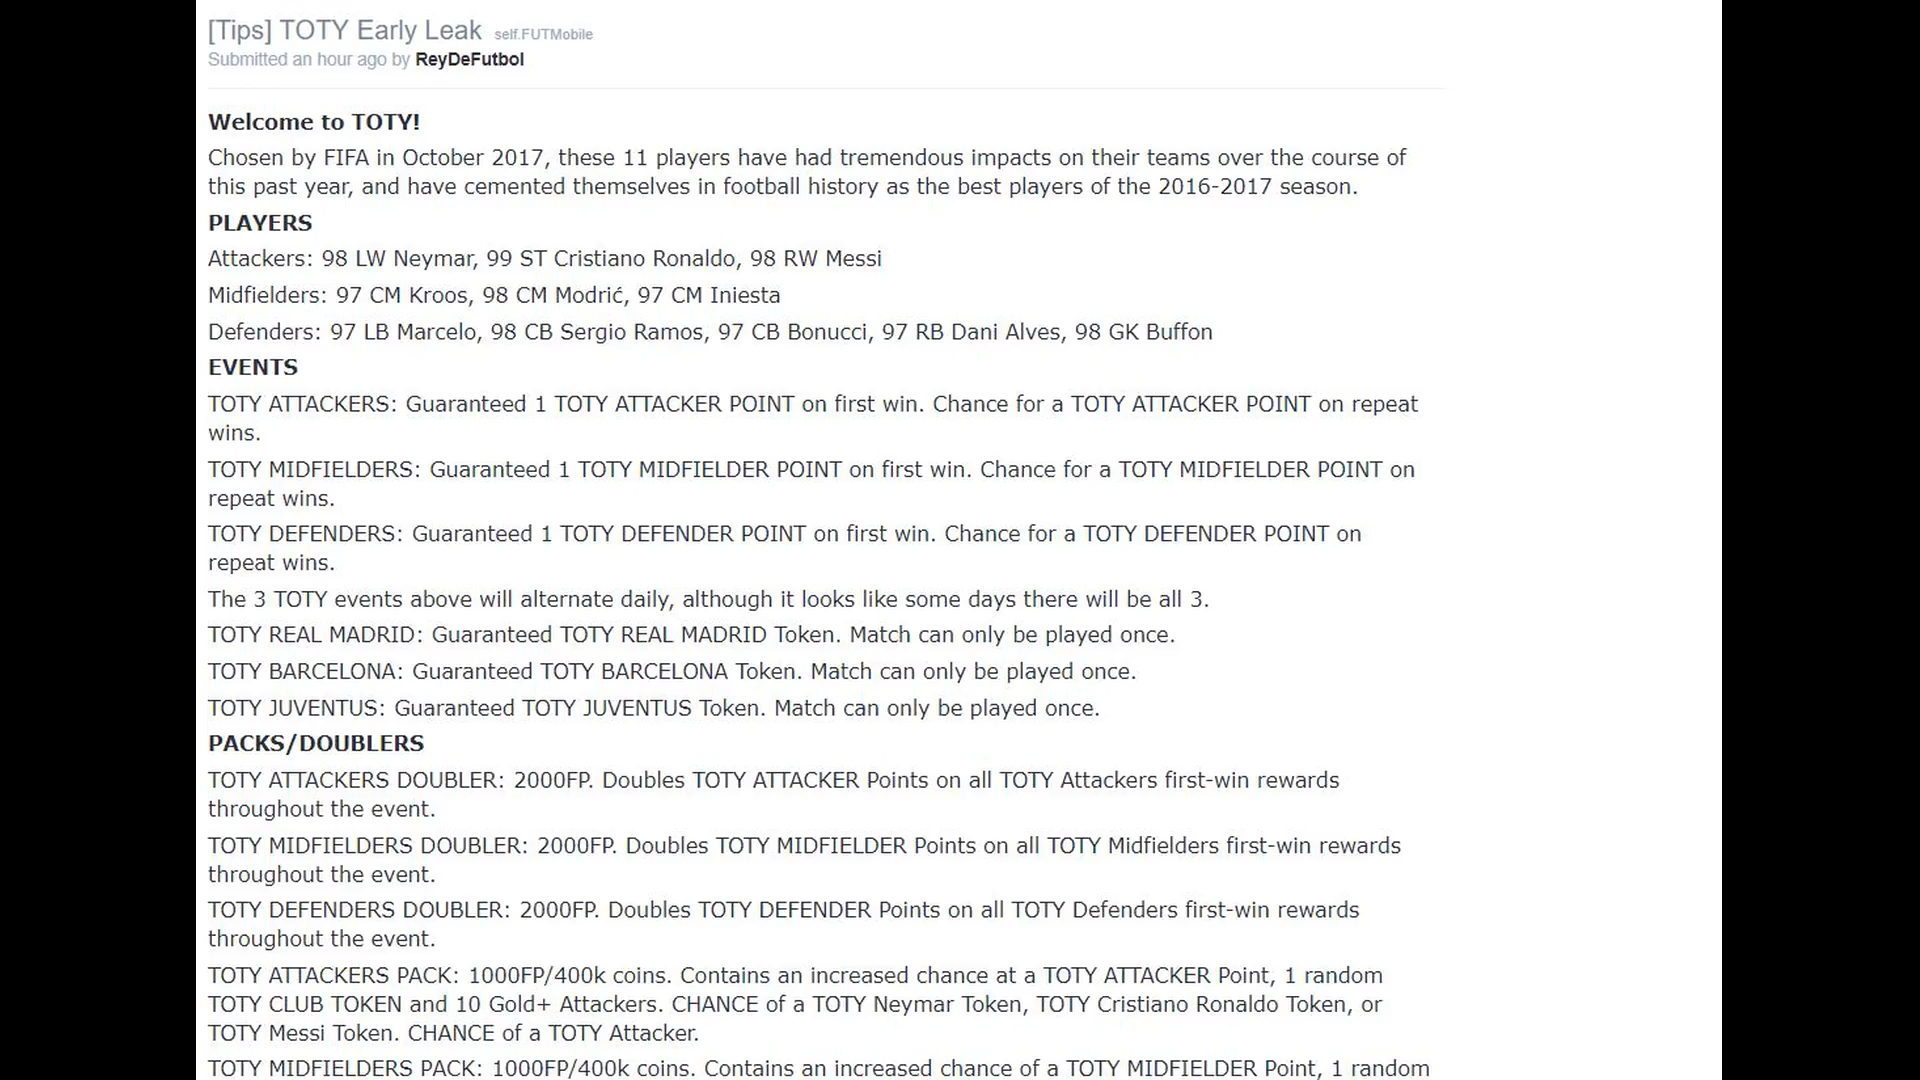 [Tips] TOTY Early Leak self.FUTMobile
Submitted an hour ago by ReyDeFutbol
Welcome to TOTY!
Chosen by FIFA in October 2017, these 11 players have had tremendous impacts on their teams over the course of
this past year, and have cemented themselves in football history as the best players of the 2016-2017 season.
PLAYERS
Attackers: 98 LW Neymar, 99 ST Cristiano Ronaldo, 98 RW Messi
Midfielders: 97 CM Kroos, 98 CM Modrić, 97 CM Iniesta
Defenders: 97 LB Marcelo, 98 CB Sergio Ramos, 97 CB Bonucci, 97 RB Dani Alves, 98 GK Buffon
EVENTS
TOTY ATTACKERS: Guaranteed 1 TOTY ATTACKER POINT on first win. Chance for a TOTY ATTACKER POINT on repeat
wins.
TOTY MIDFIELDERS: Guaranteed 1 TOTY MIDFIELDER POINT on first win. Chance for a TOTY MIDFIELDER POINT on
repeat wins.
TOTY DEFENDERS: Guaranteed 1 TOTY DEFENDER POINT on first win. Chance for a TOTY DEFENDER POINT on
repeat wins.
The 3 TOTY events above will alternate daily, although it looks like some days there will be all 3.
TOTY REAL MADRID: Guaranteed TOTY REAL MADRID Token. Match can only be played once.
TOTY BARCELONA: Guaranteed TOTY BARCELONA Token. Match can only be played once.
TOTY JUVENTUS: Guaranteed TOTY JUVENTUS Token. Match can only be played once.
PACKS/DOUBLERS
TOTY ATTACKERS DOUBLER: 2000FP. Doubles TOTY ATTACKER Points on all TOTY Attackers first-win rewards
throughout the event.
TOTY MIDFIELDERS DOUBLER: 2000FP. Doubles TOTY MIDFIELDER Points on all TOTY Midfielders first-win rewards
throughout the event.
TOTY DEFENDERS DOUBLER: 2000FP. Doubles TOTY DEFENDER Points on all TOTY Defenders first-win rewards
throughout the event.
TOTY ATTACKERS PACK: 1000FP/400k coins. Contains an increased chance at a TOTY ATTACKER Point, 1 random
TOTY CLUB TOKEN and 10 Gold+ Attackers. CHANCE of a TOTY Neymar Token, TOTY Cristiano Ronaldo Token, or
TOTY Messi Token. CHANCE of a TOTY Attacker.
TOTY MIDFIELDERS PACK: 1000FP/400k coins. Contains an increased chance of a TOTY MIDFIELDER Point, 1 random